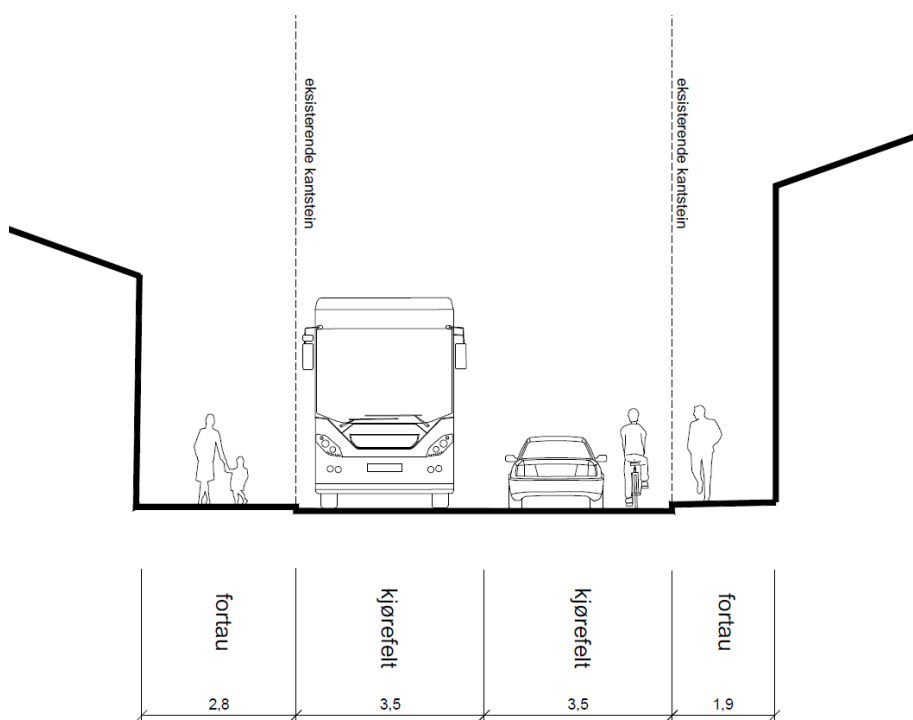 eksisterende kantstein
eksisterende kantstein
fortau
kjørefelt
kjørefelt
fortau
2,8
3,5
3,5
1,9